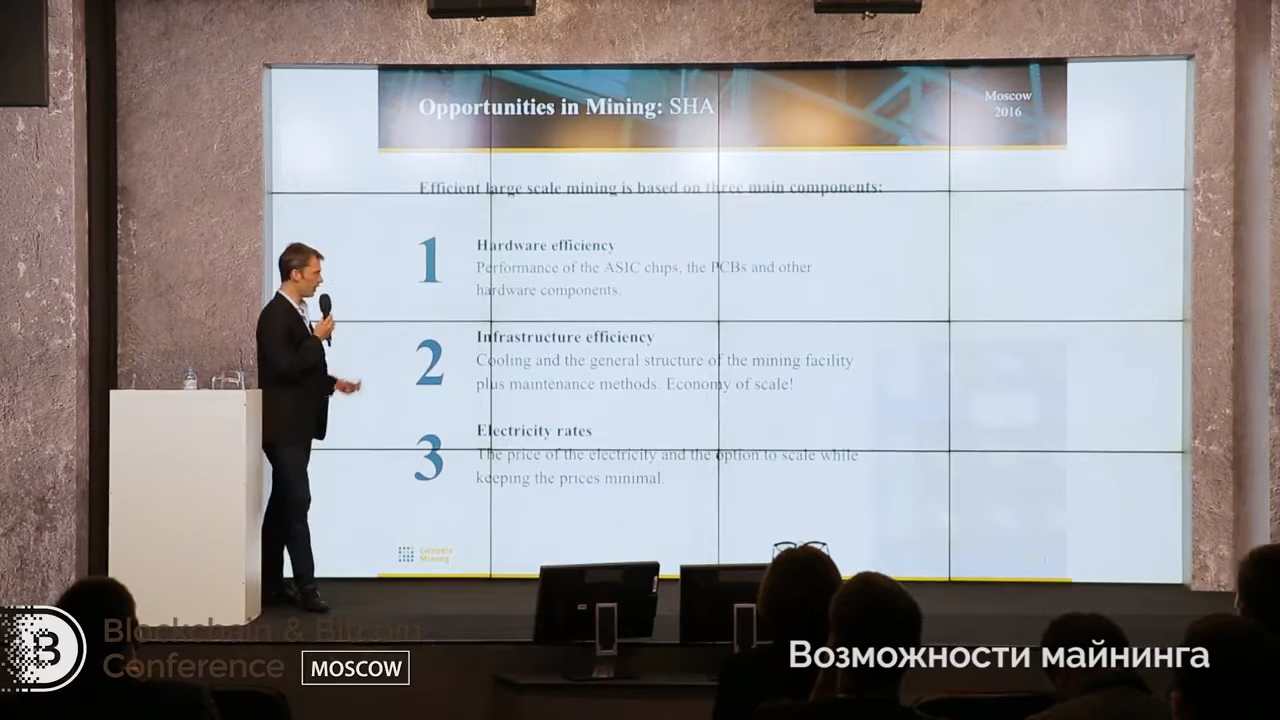 Opportunities in Mining: SHA
Moscow
2016
Efficient large scale mining is based on three main components:
1
Hardware efficiency
Performance of the ASIC chips, the PCBs and other
hardware components.
2
Infrastructure efficiency
Cooling and the general structure of the mining facility
plus maintenance methods. Economy of scale!
3
Electricity rates
The price of the electricity and the option to scale while
keeping the prices minimal.
Genesis
Mining
B
Blockchain & Bitcoin
Conference
MOSCOW
Возможности майнинга